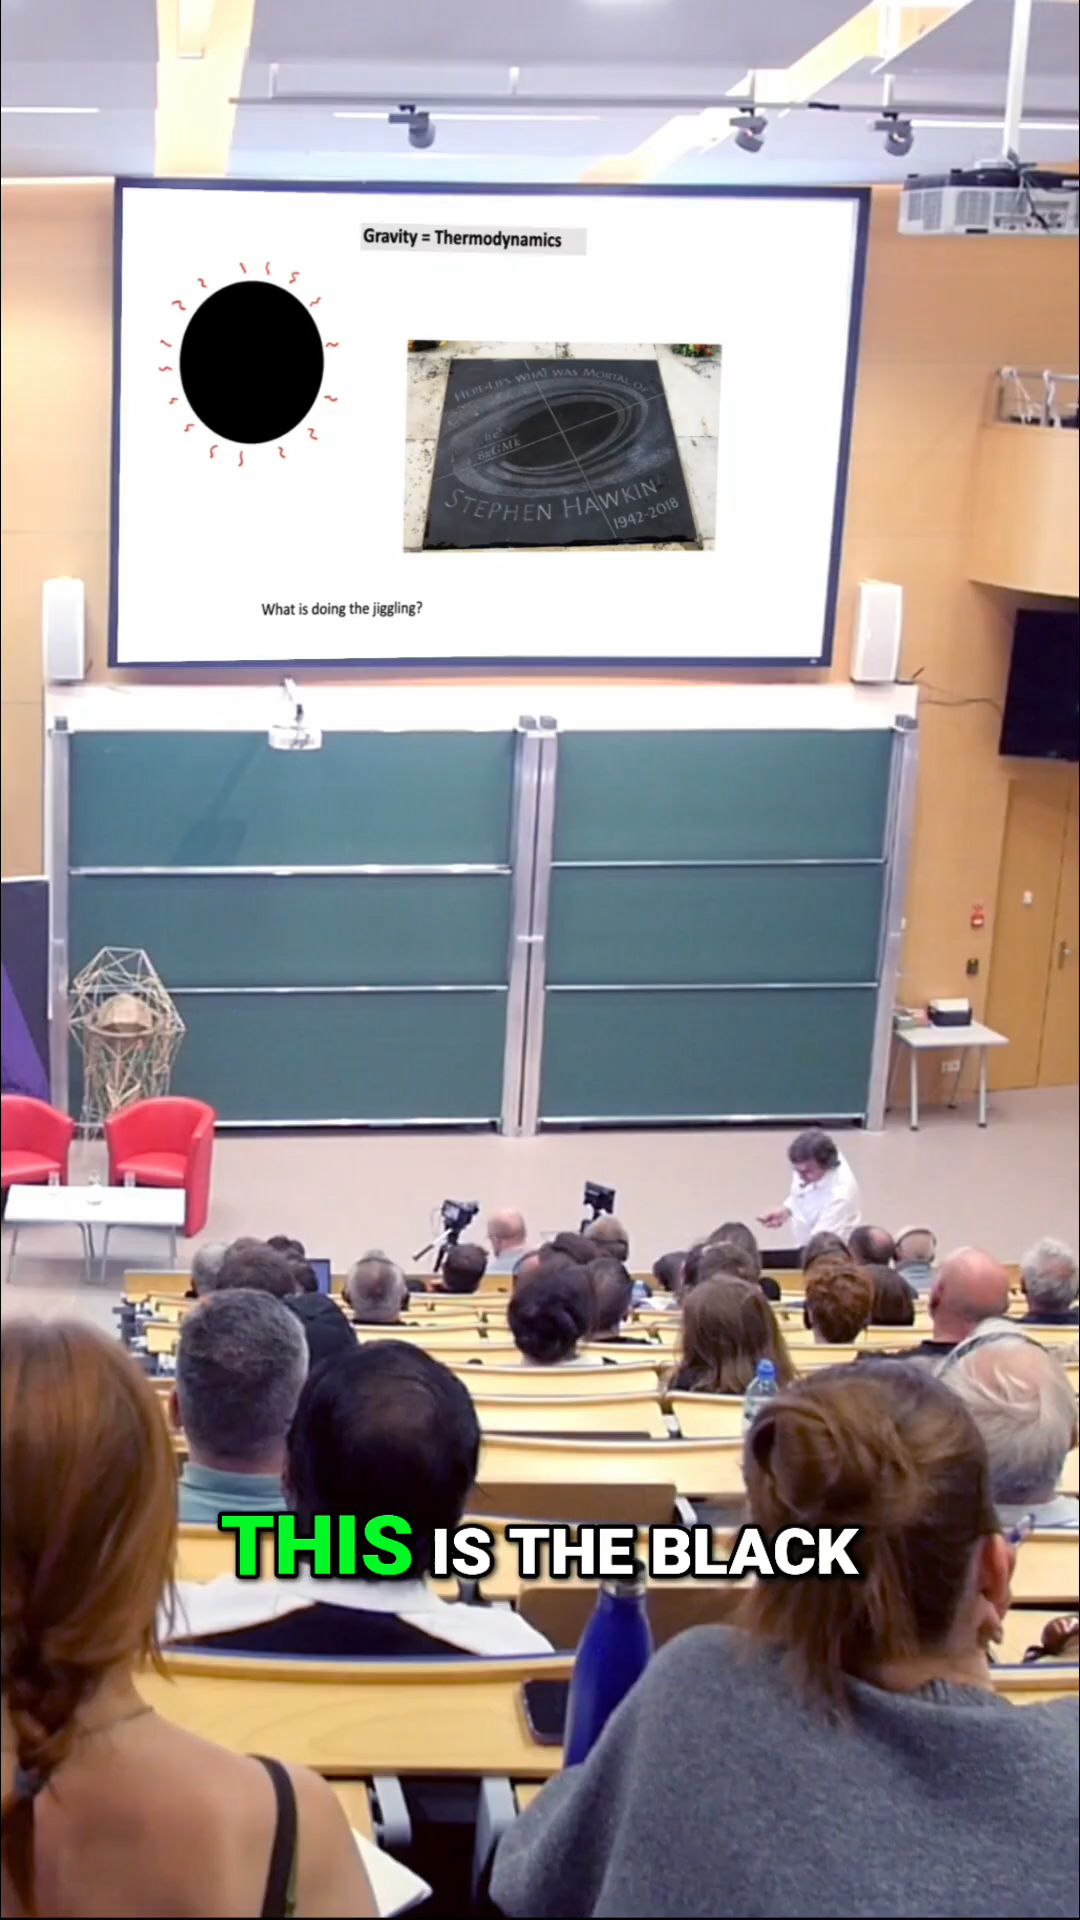 Gravity = Thermodynamics
HERE LIES WHAT WAS MORTAL OF
STEPHEN HAWKIN
1942-2018
What is doing the jiggling?
THIS IS THE BLACK